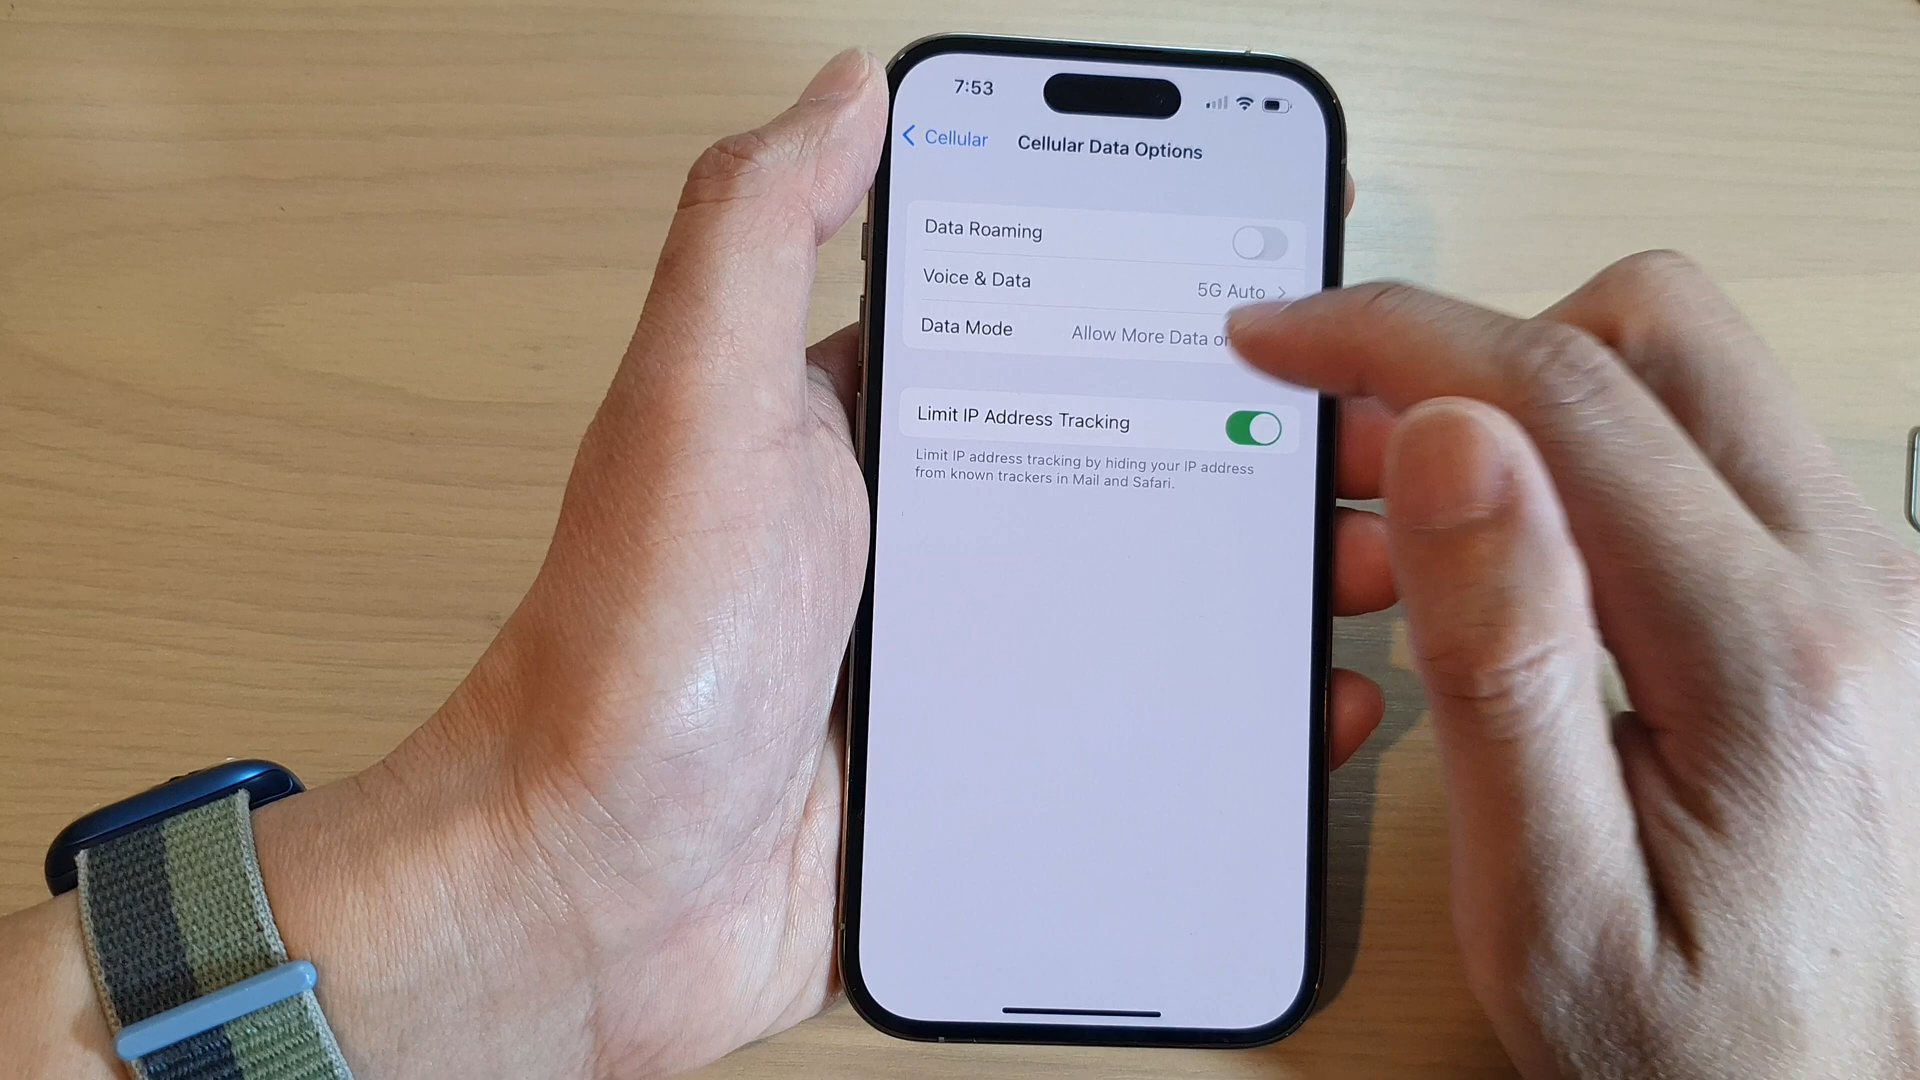 7:53
Cellular
Cellular Data Options
Data Roaming
Voice & Data
5G Auto
Data Mode
Allow More Data
Limit IP Address Tracking
Limit IP address tracking by hiding your IP address
from known trackers in Mail and Safari.